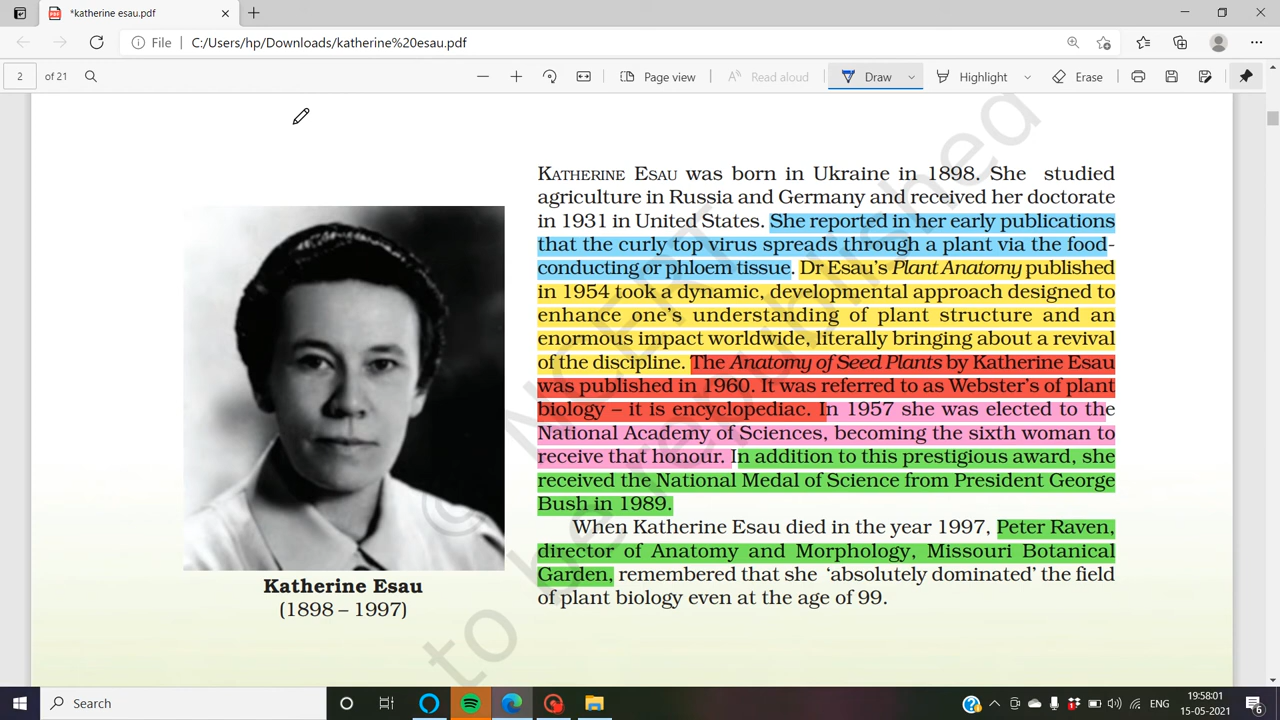 *katherine esau.pdf
File C:/Users/hp/Downloads/katherine%20esau.pdf
2 of 21 Page view Read aloud Draw Highlight Erase
KATHERINE ESAU was born in Ukraine in 1898. She studied
agriculture in Russia and Germany and received her doctorate
in 1931 in United States. She reported in her early publications
that the curly top virus spreads through a plant via the food-
conducting or phloem tissue. Dr Esau's Plant Anatomy published
in 1954 took a dynamic, developmental approach designed to
enhance one's understanding of plant structure and an
enormous impact worldwide, literally bringing about a revival
of the discipline. The Anatomy of Seed Plants by Katherine Esau
was published in 1960. It was referred to as Webster's of plant
biology – it is encyclopediac. In 1957 she was elected to the
National Academy of Sciences, becoming the sixth woman to
receive that honour. In addition to this prestigious award, she
received the National Medal of Science from President George
Bush in 1989.
When Katherine Esau died in the year 1997, Peter Raven,
director of Anatomy and Morphology, Missouri Botanical
Garden, remembered that she 'absolutely dominated' the field
of plant biology even at the age of 99.
Katherine Esau
(1898 – 1997)
Search
ENG
19:58:01
15-05-2021
6